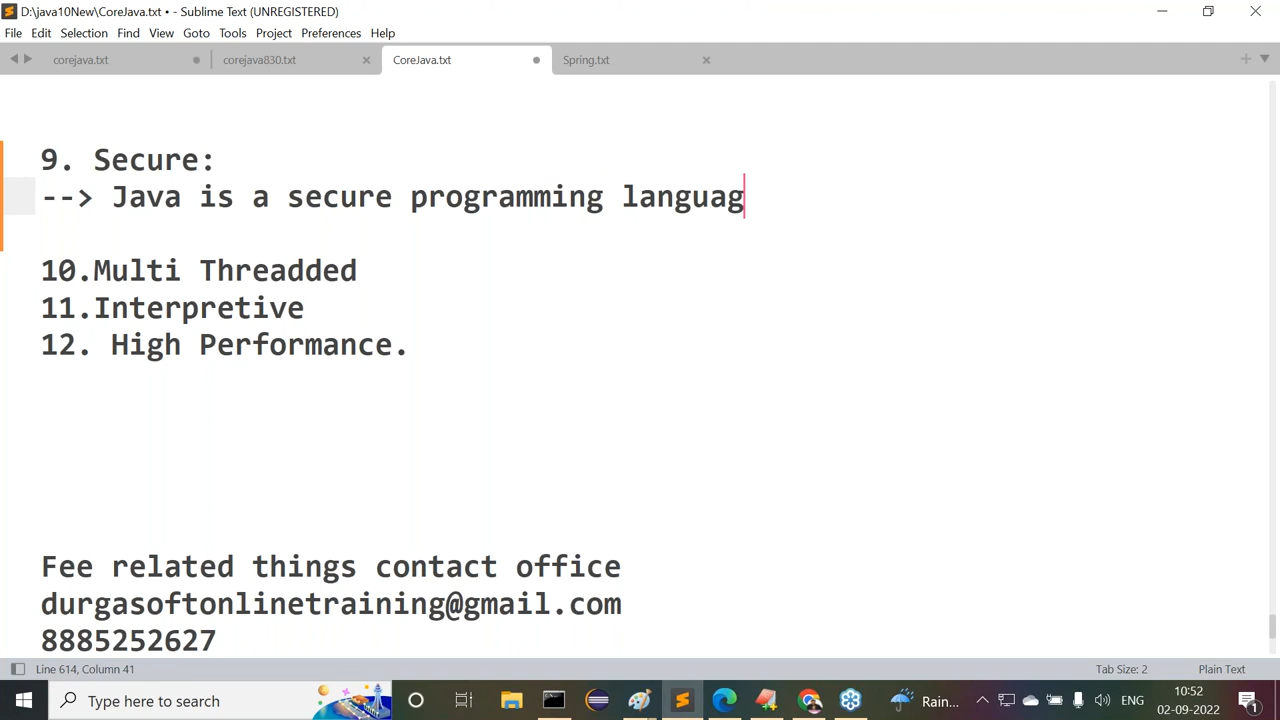 D:\java10New\CoreJava.txt • - Sublime Text (UNREGISTERED)
File Edit Selection Find View Goto Tools Project Preferences Help
corejava.txt corejava830.txt CoreJava.txt Spring.txt
9. Secure:
--> Java is a secure programming languag
10.Multi Threadded
11.Interpretive
12. High Performance.
Fee related things contact office
durgasoftonlinetraining@gmail.com
8885252627
Line 614, Column 41 Tab Size: 2 Plain Text
Type here to search Rain... ENG 10:52
02-09-2022 1